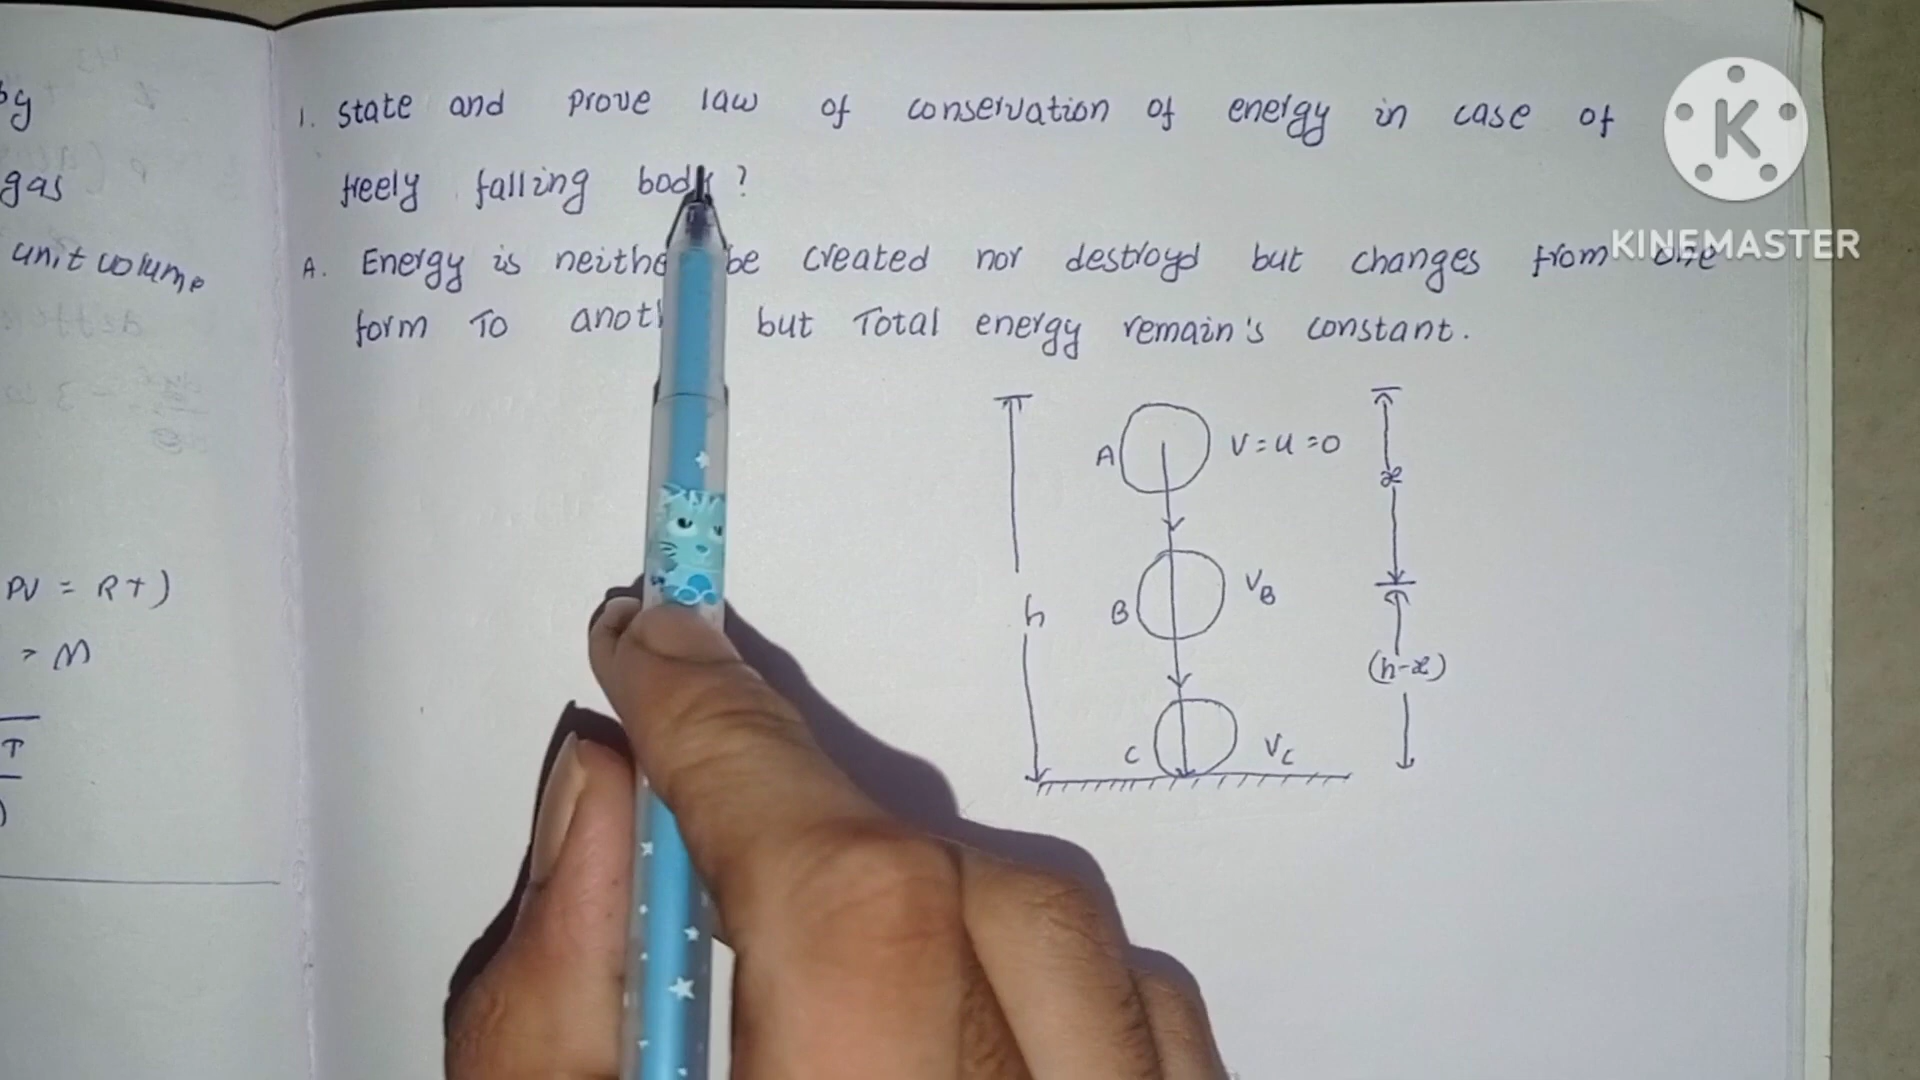 by
gas
unit volume
PV = RT)
= M
T
)
1. State and prove law of conservation of energy in case of
freely falling body ?
A. Energy is be created nor destroyd but changes from one
form To but Total energy remain's constant.
A V = u = 0 x
h B VB
(h-x)
C VC
K
KINEMASTER